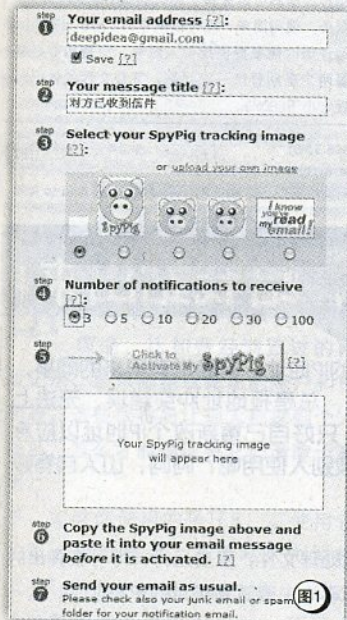 step 1 Your email address [?]:
deepidea@gmail.com
Save [?]
step 2 Your message title [?]:
对方已收到信件
step 3 Select your SpyPig tracking image
[?]:
or upload your own image
SpyPig
I know
you've
my read
email!
step 4 Number of notifications to receive
[?]:
3 5 10 20 30 100
step 5 Click to
Activate My SpyPig [?]
Your SpyPig tracking image
will appear here
step 6 Copy the SpyPig image above and
paste it into your email message
before it is activated. [?]
step 7 Send your email as usual.
Please check also your junk email or spam
folder for your notification email.
图1